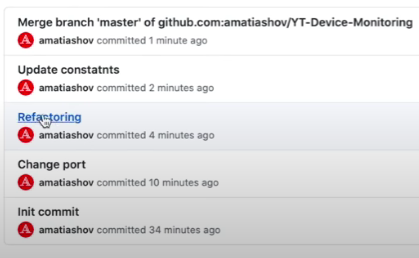 Merge branch 'master' of github.com:amatiashov/YT-Device-Monitoring
amatiashov committed 1 minute ago
Update constatnts
amatiashov committed 2 minutes ago
Refactoring
amatiashov committed 4 minutes ago
Change port
amatiashov committed 10 minutes ago
Init commit
amatiashov committed 34 minutes ago